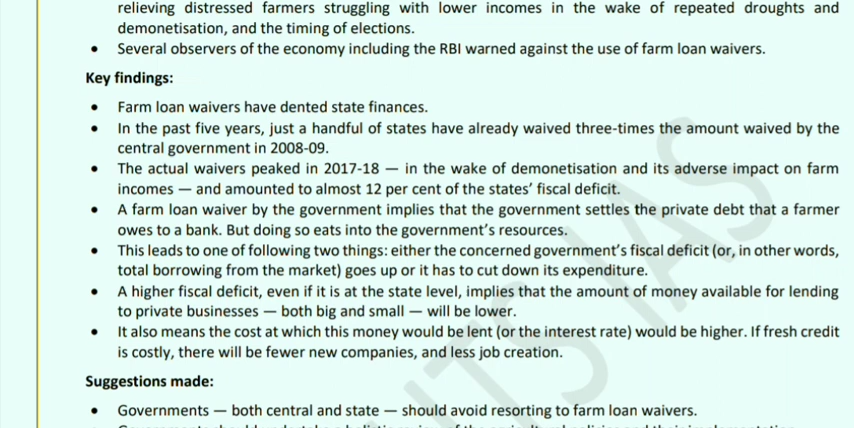 relieving distressed farmers struggling with lower incomes in the wake of repeated droughts and
demonetisation, and the timing of elections.
• Several observers of the economy including the RBI warned against the use of farm loan waivers.
Key findings:
• Farm loan waivers have dented state finances.
• In the past five years, just a handful of states have already waived three-times the amount waived by the
central government in 2008-09.
• The actual waivers peaked in 2017-18 — in the wake of demonetisation and its adverse impact on farm
incomes — and amounted to almost 12 per cent of the states’ fiscal deficit.
• A farm loan waiver by the government implies that the government settles the private debt that a farmer
owes to a bank. But doing so eats into the government’s resources.
• This leads to one of following two things: either the concerned government’s fiscal deficit (or, in other words,
total borrowing from the market) goes up or it has to cut down its expenditure.
• A higher fiscal deficit, even if it is at the state level, implies that the amount of money available for lending
to private businesses — both big and small — will be lower.
• It also means the cost at which this money would be lent (or the interest rate) would be higher. If fresh credit
is costly, there will be fewer new companies, and less job creation.
Suggestions made:
• Governments — both central and state — should avoid resorting to farm loan waivers.
ITS IAS